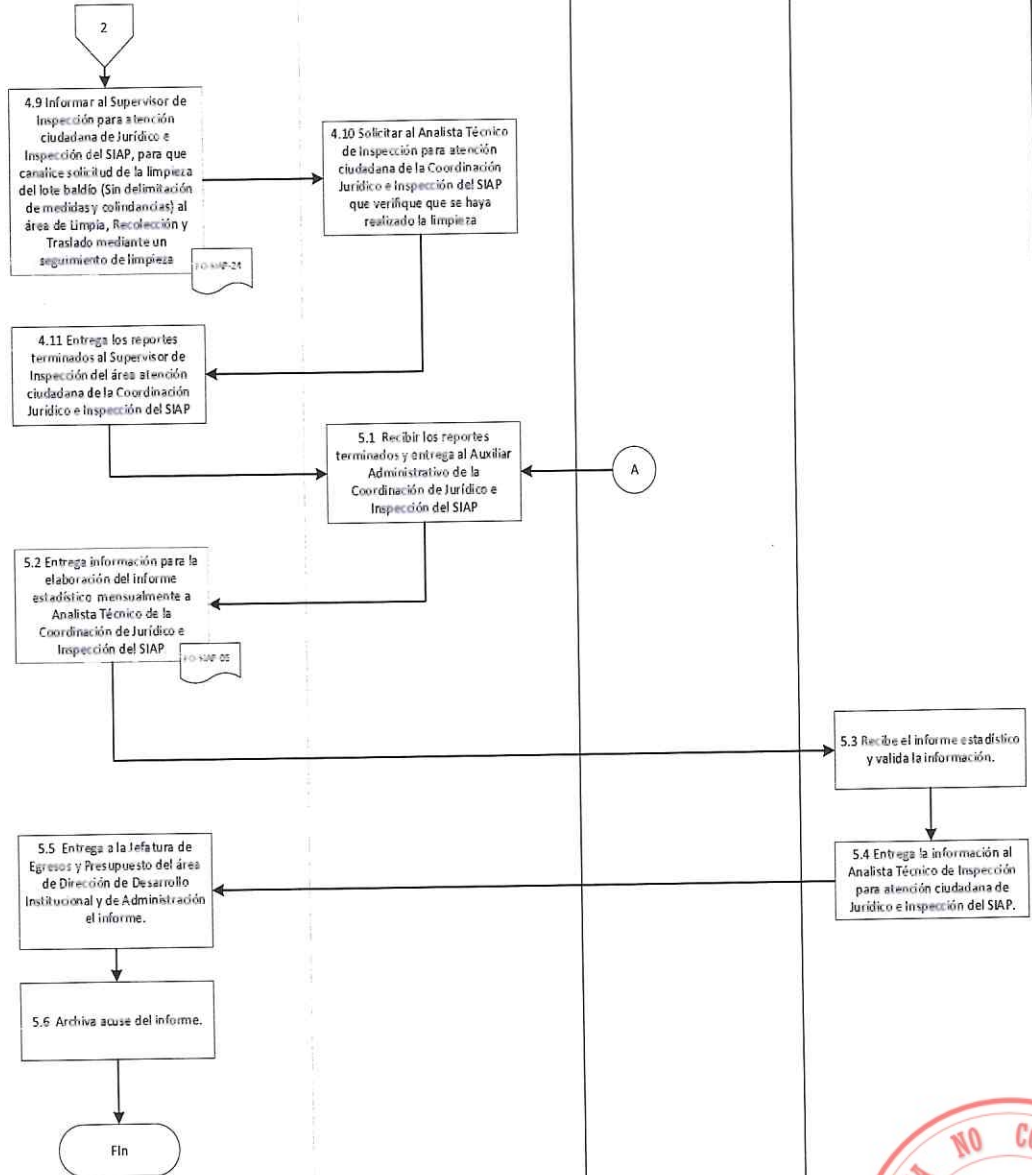 2
4.9 Informar al Supervisor de
Inspección para atención
ciudadana de Jurídico e
Inspección del SIAP, para que
canalice solicitud de la limpieza
del lote baldío (Sin delimitación
de medidas y colindancias) al
área de Limpia, Recolección y
Traslado mediante un
seguimiento de limpieza
FO-SIAP-24
4.10 Solicitar al Analista Técnico
de Inspección para atención
ciudadana de la Coordinación
Jurídico e Inspección del SIAP
que verifique que se haya
realizado la limpieza
4.11 Entrega los reportes
terminados al Supervisor de
Inspección del área atención
ciudadana de la Coordinación
Jurídico e Inspección del SIAP
5.1 Recibir los reportes
terminados y entrega al Auxiliar
Administrativo de la
Coordinación de Jurídico e
Inspección del SIAP
A
5.2 Entrega información para la
elaboración del informe
estadístico mensualmente a
Analista Técnico de la
Coordinación de Jurídico e
Inspección del SIAP
FO-SIAP-05
5.3 Recibe el informe estadístico
y valida la información.
5.4 Entrega la información al
Analista Técnico de Inspección
para atención ciudadana de
Jurídico e Inspección del SIAP.
5.5 Entrega a la Jefatura de
Egresos y Presupuesto del área
de Dirección de Desarrollo
Institucional y de Administración
el informe.
5.6 Archiva acuse del informe.
Fin
NO